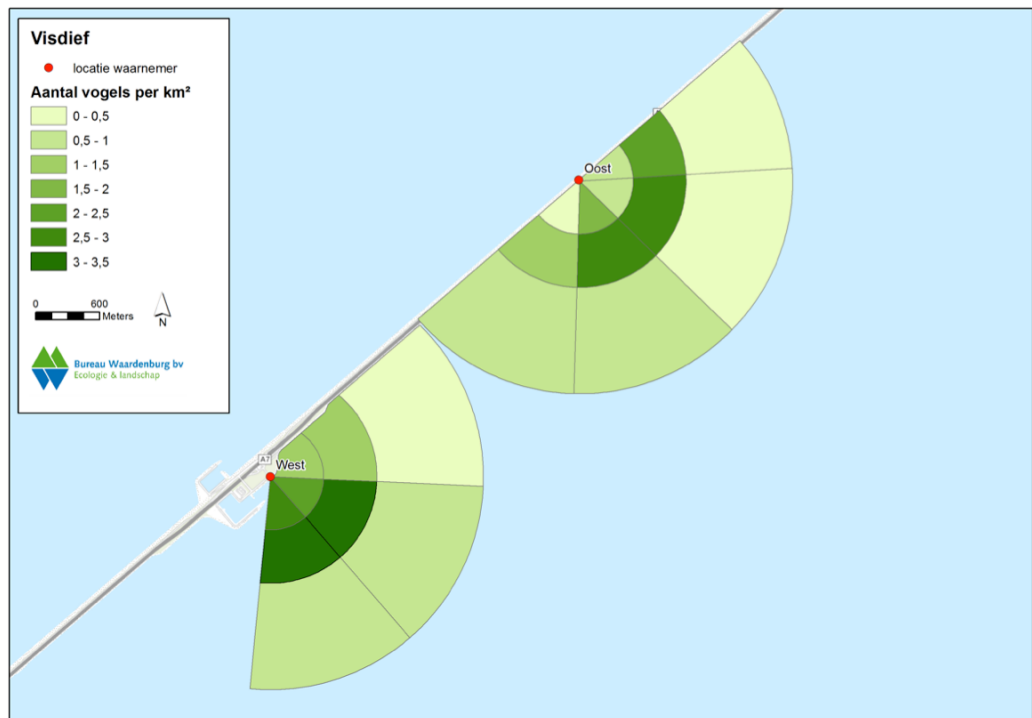 Visdief
locatie waarnemer
Aantal vogels per km²
0 - 0,5
0,5 - 1
1 - 1,5
1,5 - 2
2 - 2,5
2,5 - 3
3 - 3,5
0 600
Meters
N
Bureau Waardenburg bv
Ecologie & landschap
Oost
A7
West